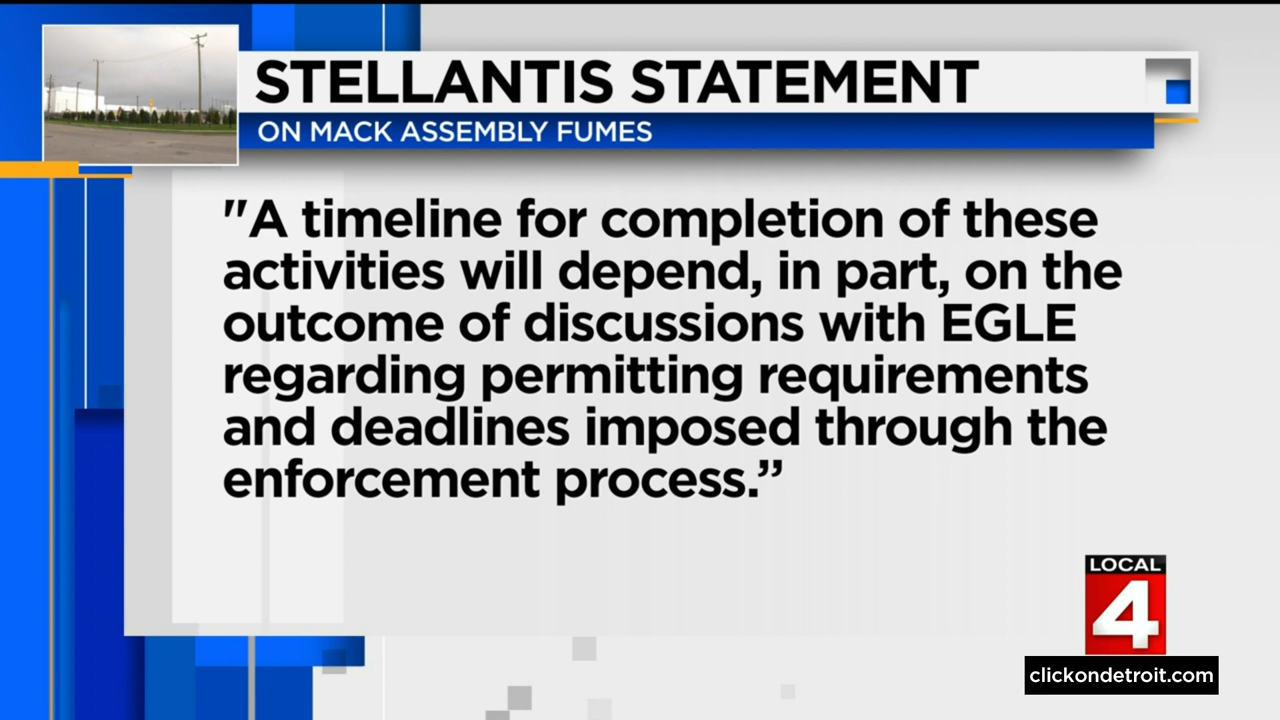 STELLANTIS STATEMENT
ON MACK ASSEMBLY FUMES
"A timeline for completion of these
activities will depend, in part, on the
outcome of discussions with EGLE
regarding permitting requirements
and deadlines imposed through the
enforcement process.”
LOCAL
4
clickondetroit.com